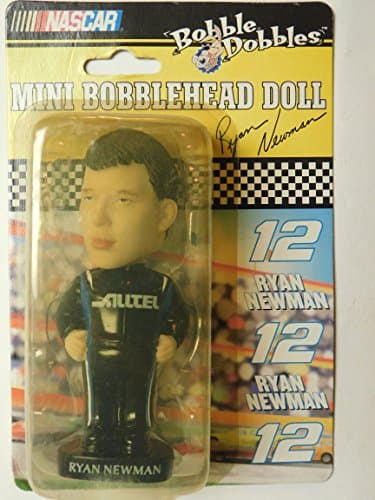 NASCAR
Bobble
Dobbles
MINI BOBBLEHEAD DOLL
Ryan Newman
12
RYAN
NEWMAN
12
RYAN
NEWMAN
12
ALLTEL
RYAN NEWMAN